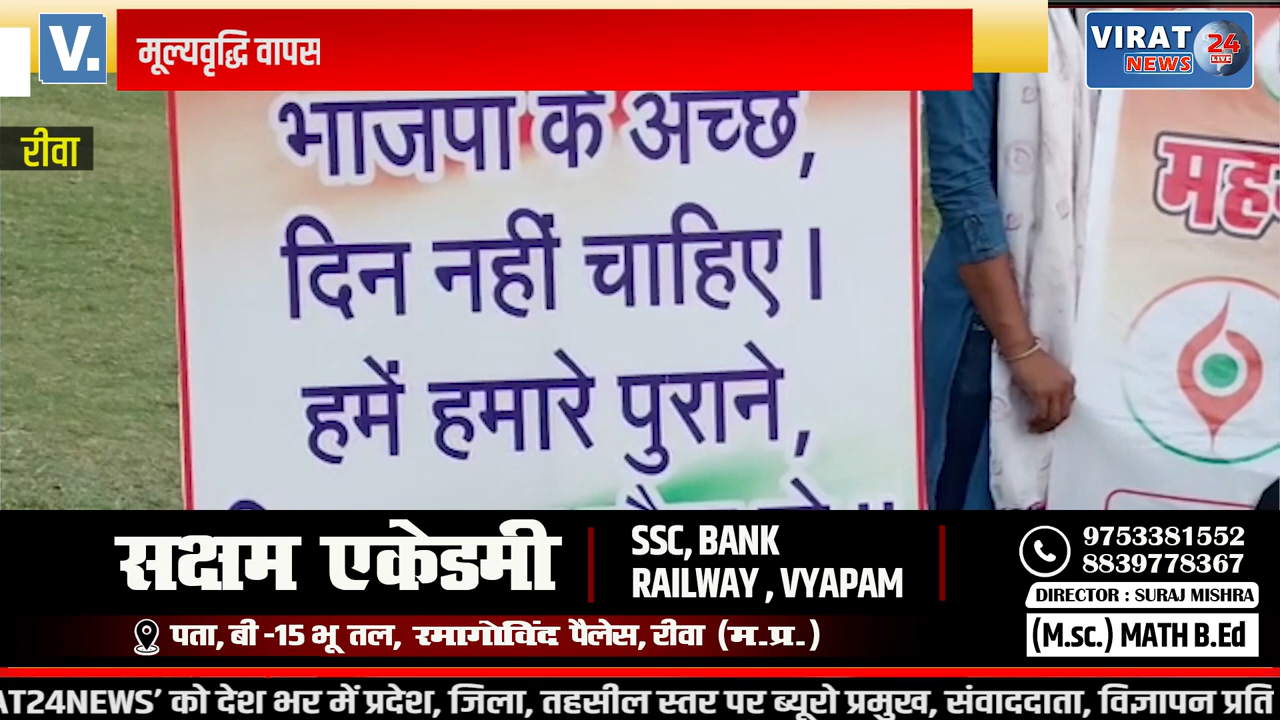 V.
मूल्यवृद्धि वापस
VIRAT
NEWS
24
LIVE
रीवा
भाजपा के अच्छे,
दिन नहीं चाहिए।
हमें हमारे पुराने,
सक्षम एकेडमी
SSC, BANK
RAILWAY , VYAPAM
9753381552
8839778367
DIRECTOR : SURAJ MISHRA
(M.sc.) MATH B.Ed
पता, बी -15 भू तल, रमागोविंद पैलेस, रीवा (म.प्र.)
AT24NEWS’ को देश भर में प्रदेश, जिला, तहसील स्तर पर ब्यूरो प्रमुख, संवाददाता, विज्ञापन प्रति